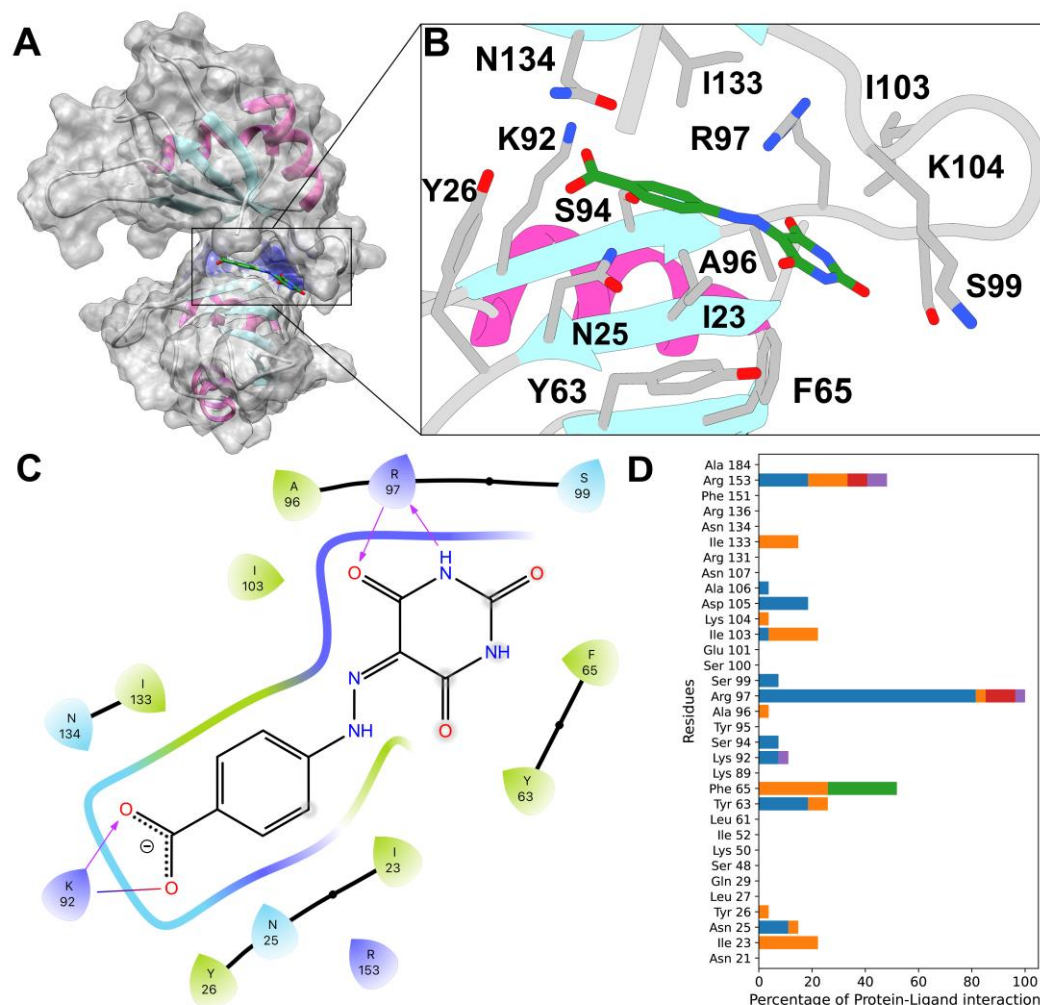 A
B
N134
I133
I103
K92
R97
K104
Y26
S94
A96
S99
N25
I23
Y63
F65
C
D
A
96
R
97
S
99
I
103
H
N
O
O
NH
N
O
NH
F
65
Y
63
I
133
N
134
O
O
⊖
K
92
I
23
N
25
Y
26
R
153
Residues
Ala 184
Arg 153
Phe 151
Arg 136
Asn 134
Ile 133
Arg 131
Asn 107
Ala 106
Asp 105
Lys 104
Ile 103
Glu 101
Ser 100
Ser 99
Arg 97
Ala 96
Tyr 95
Ser 94
Lys 92
Lys 89
Phe 65
Tyr 63
Leu 61
Ile 52
Lys 50
Ser 48
Gln 29
Leu 27
Tyr 26
Asn 25
Ile 23
Asn 21
0 20 40 60 80 100
Percentage of Protein-Ligand interaction